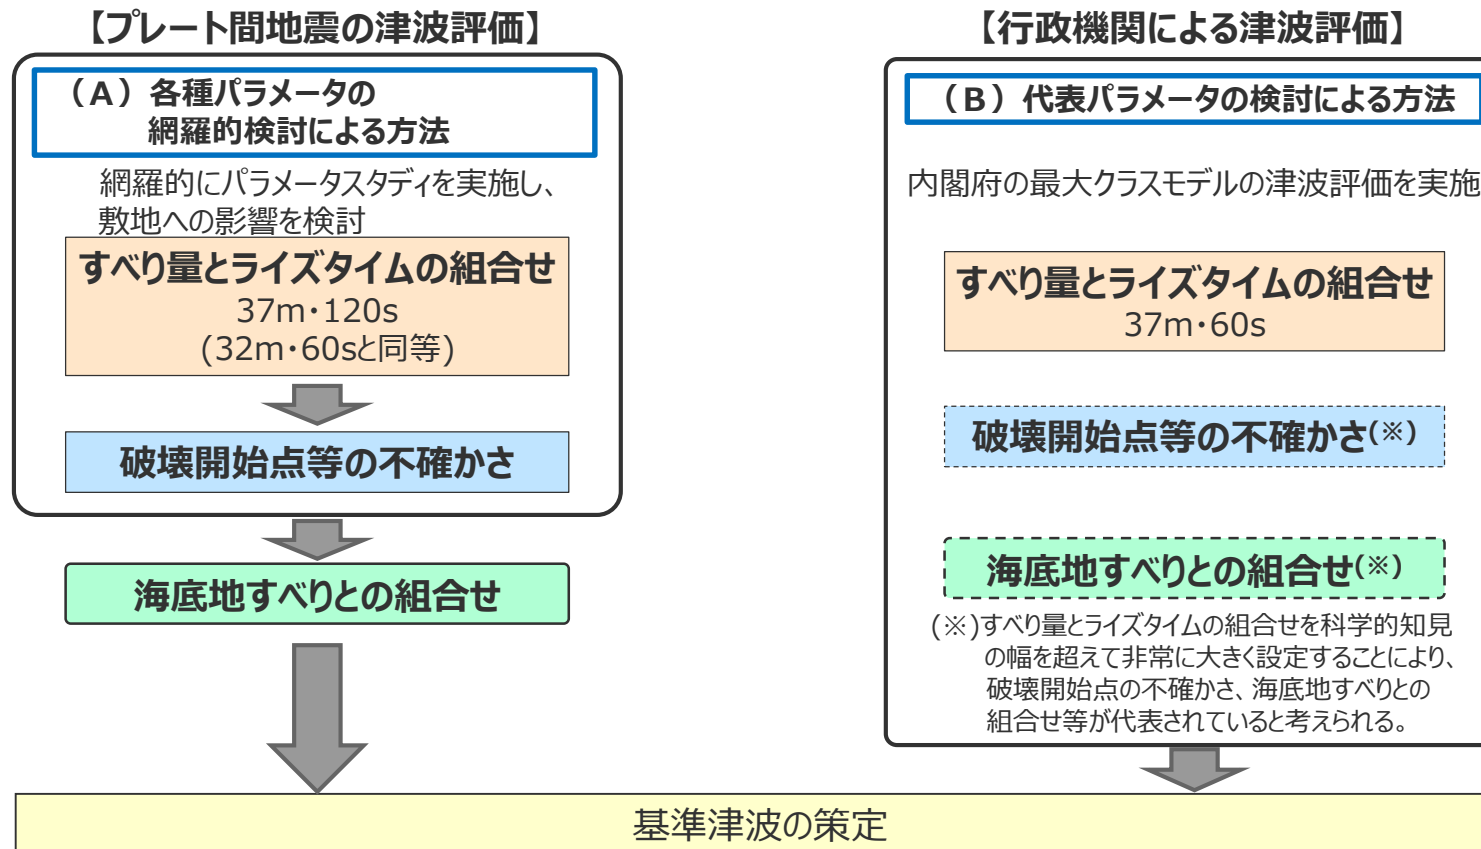 【プレート間地震の津波評価】
（A）各種パラメータの
網羅的検討による方法
網羅的にパラメータスタディを実施し、
敷地への影響を検討
すべり量とライズタイムの組合せ
37m・120s
(32m・60sと同等)
破壊開始点等の不確かさ
海底地すべりとの組合せ
【行政機関による津波評価】
（B）代表パラメータの検討による方法
内閣府の最大クラスモデルの津波評価を実施
すべり量とライズタイムの組合せ
37m・60s
破壊開始点等の不確かさ(※)
海底地すべりとの組合せ(※)
(※)すべり量とライズタイムの組合せを科学的知見
の幅を超えて非常に大きく設定することにより、
破壊開始点の不確かさ、海底地すべりとの
組合せ等が代表されていると考えられる。
基準津波の策定